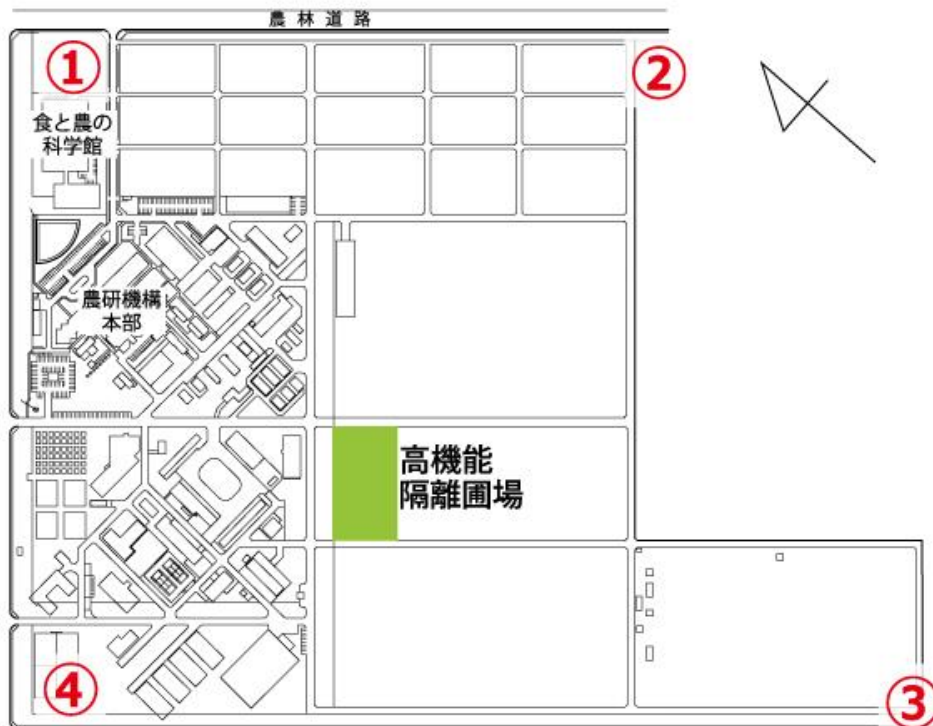 農林道路
①
②
食と農の
科学館
農研機構
本部
高機能
隔離圃場
④
③